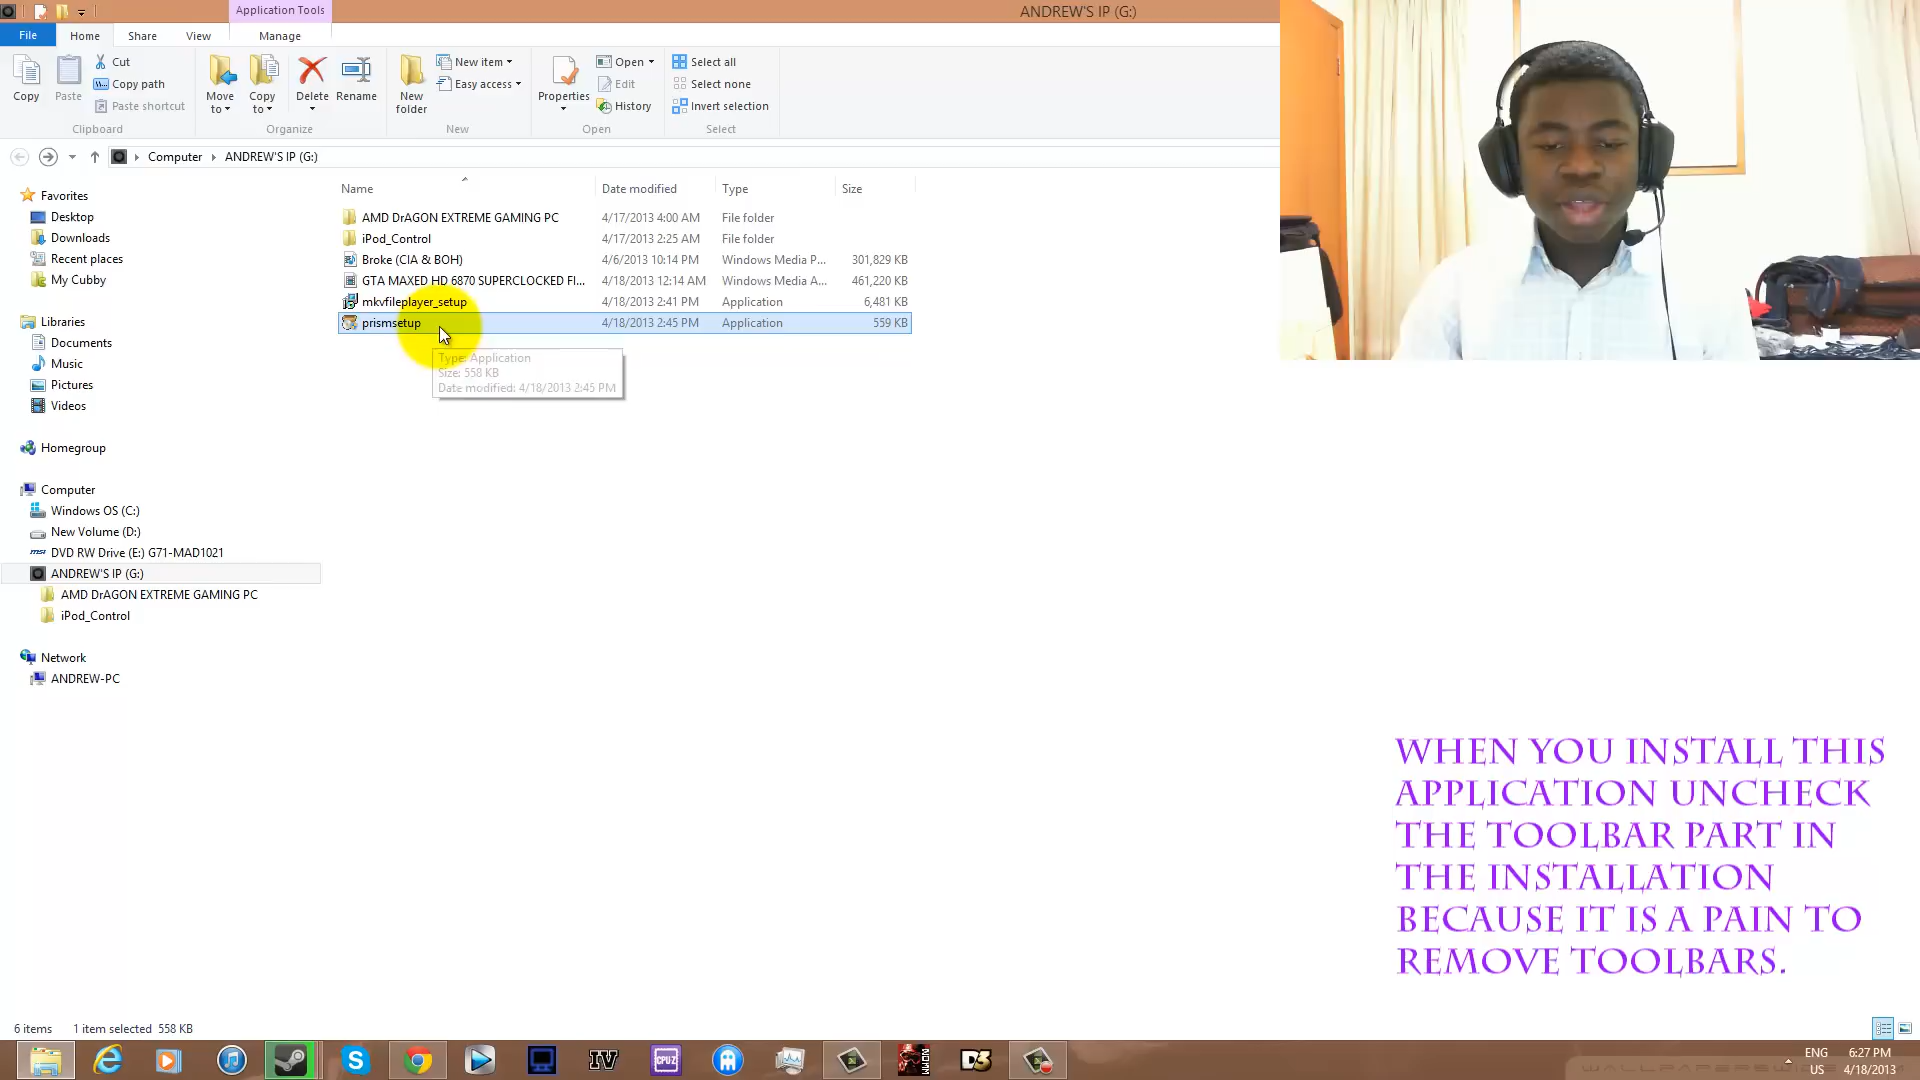 Application Tools
ANDREW'S IP (G:)
File Home Share View Manage
Copy Paste Cut
Copy path
Paste shortcut
Clipboard
Move to Copy to Delete Rename
Organize
New folder New item
Easy access
New
Properties Open
Edit
History
Open
Select all
Select none
Invert selection
Select
Computer ANDREW'S IP (G:)
Favorites
Desktop
Downloads
Recent places
My Cubby
Libraries
Documents
Music
Pictures
Videos
Homegroup
Computer
Windows OS (C:)
New Volume (D:)
msi DVD RW Drive (E:) G71-MAD1021
ANDREW'S IP (G:)
AMD DrAGON EXTREME GAMING PC
iPod_Control
Network
ANDREW-PC
Name Date modified Type Size
AMD DrAGON EXTREME GAMING PC 4/17/2013 4:00 AM File folder
iPod_Control 4/17/2013 2:25 AM File folder
Broke (CIA & BOH) 4/6/2013 10:14 PM Windows Media P... 301,829 KB
GTA MAXED HD 6870 SUPERCLOCKED FI... 4/18/2013 12:14 AM Windows Media A... 461,220 KB
mkvfileplayer_setup 4/18/2013 2:41 PM Application 6,481 KB
prismsetup 4/18/2013 2:45 PM Application 559 KB
Type: Application
Size: 558 KB
Date modified: 4/18/2013 2:45 PM
WHEN YOU INSTALL THIS
APPLICATION UNCHECK
THE TOOLBAR PART IN
THE INSTALLATION
BECAUSE IT IS A PAIN TO
REMOVE TOOLBARS.
6 items 1 item selected 558 KB
IV
CPUZ
D3
ENG
US
6:27 PM
4/18/2013